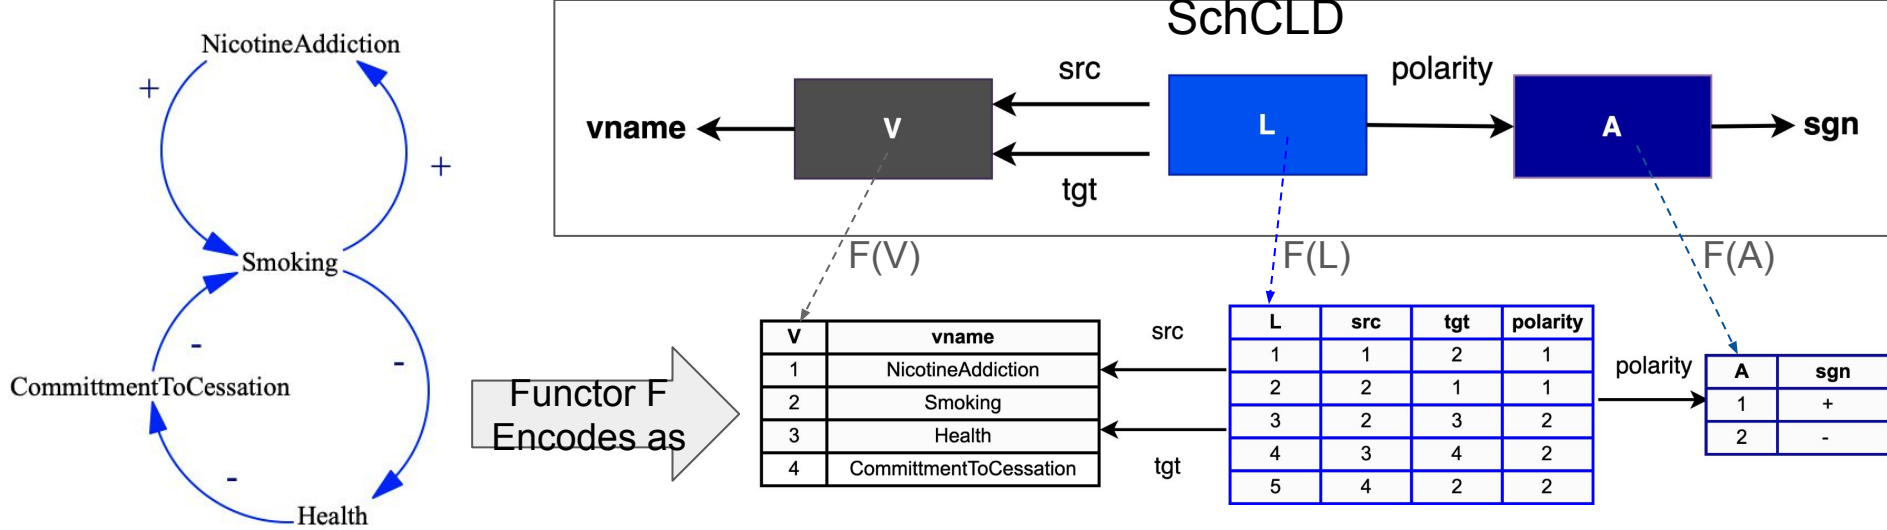 NicotineAddiction
+
+
Smoking
-
-
CommittmentToCessation
-
Health
SchCLD
src
polarity
vname
V
L
A
sgn
tgt
F(V)
F(L)
F(A)
Functor F
Encodes as
V vname
1 NicotineAddiction
2 Smoking
3 Health
4 CommittmentToCessation
src
tgt
L src tgt polarity
1 1 2 1
2 2 1 1
3 2 3 2
4 3 4 2
5 4 2 2
polarity
A sgn
1 +
2 -